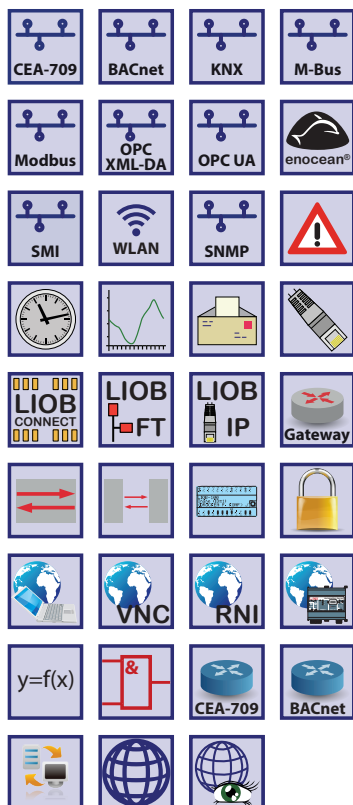 CEA-709
BACnet
KNX
M-Bus
Modbus
OPC
XML-DA
OPC UA
enocean®
SMI
WLAN
SNMP
LIOB
CONNECT
LIOB
FT
LIOB
IP
Gateway
VNC
RNI
y=f(x)
&
CEA-709
BACnet